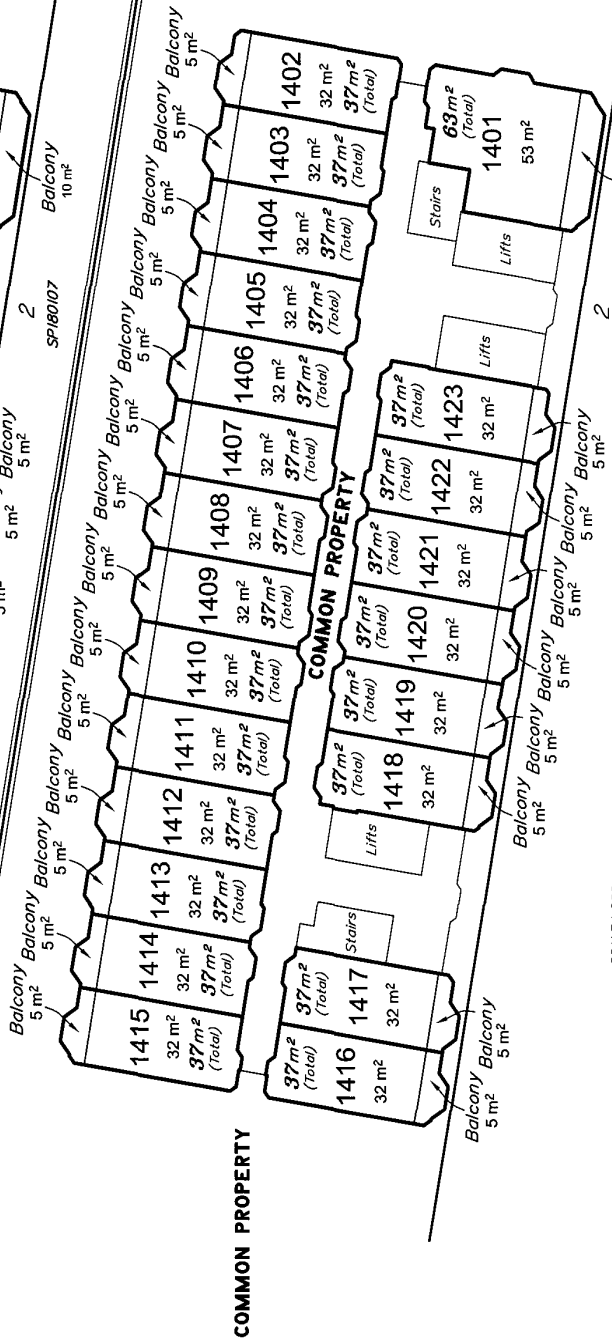 Balcony
10 m²
2
SP180107
Balcony
5 m²
5 m²
Balcony
5 m²
1402
32 m²
37m²
(Total)
Balcony
5 m²
1403
32 m²
37m²
(Total)
Balcony
5 m²
1404
32 m²
37m²
(Total)
Balcony
5 m²
1405
32 m²
37m²
(Total)
Balcony
5 m²
1406
32 m²
37m²
(Total)
Balcony
5 m²
1407
32 m²
37m²
(Total)
Balcony
5 m²
1408
32 m²
37m²
(Total)
Balcony
5 m²
1409
32 m²
37m²
(Total)
Balcony
5 m²
1410
32 m²
37m²
(Total)
Balcony
5 m²
1411
32 m²
37m²
(Total)
Balcony
5 m²
1412
32 m²
37m²
(Total)
Balcony
5 m²
1413
32 m²
37m²
(Total)
Balcony
5 m²
1414
32 m²
37m²
(Total)
Balcony
5 m²
1415
32 m²
37m²
(Total)
COMMON PROPERTY
COMMON PROPERTY
63m²
(Total)
1401
53 m²
Stairs
Lifts
2
Lifts
37m²
(Total)
1423
32 m²
Balcony
5 m²
37m²
(Total)
1422
32 m²
Balcony
5 m²
37m²
(Total)
1421
32 m²
Balcony
5 m²
37m²
(Total)
1420
32 m²
Balcony
5 m²
37m²
(Total)
1419
32 m²
Balcony
5 m²
37m²
(Total)
1418
32 m²
Balcony
5 m²
Lifts
Stairs
37m²
(Total)
1417
32 m²
Balcony
5 m²
37m²
(Total)
1416
32 m²
Balcony
5 m²